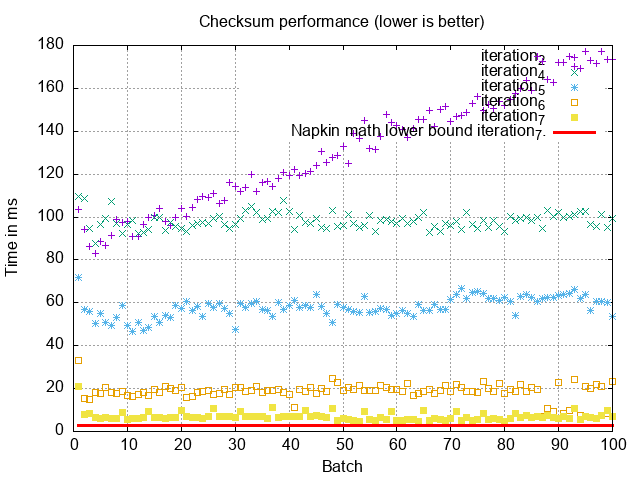 Checksum performance (lower is better)
180
160
140
120
100
80
60
40
20
0
Time in ms
iteration3
iteration4
iteration5
iteration6
iteration7
Napkin math lower bound iteration7.
0 10 20 30 40 50 60 70 80 90 100
Batch